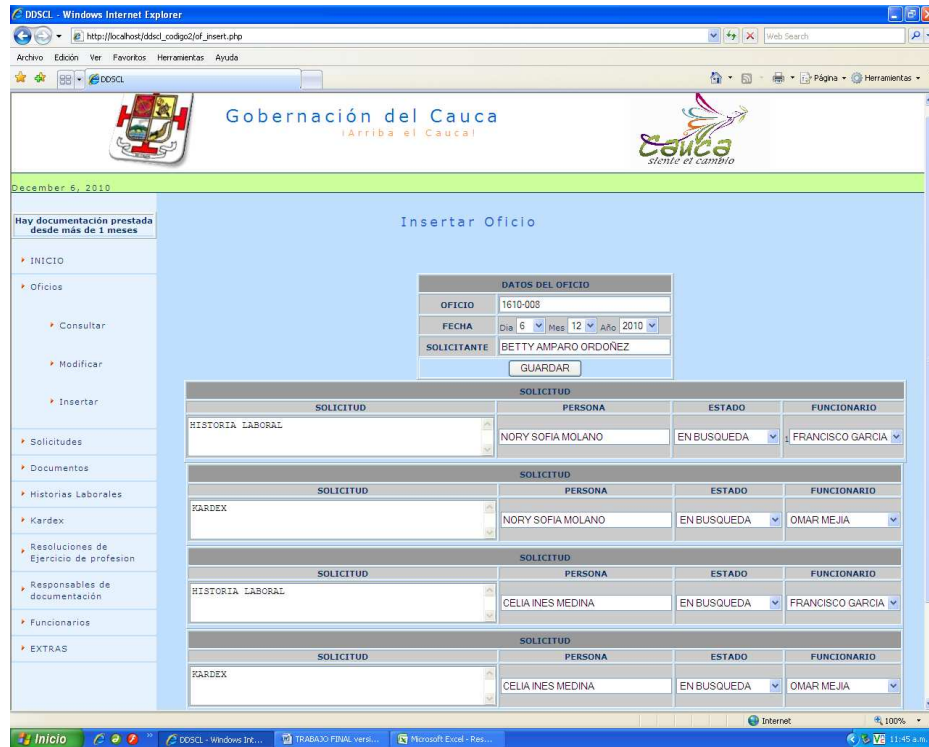 DDSCL - Windows Internet Explorer
http://localhost/ddscl_codigo2/of_insert.php
Web Search
Archivo Edición Ver Favoritos Herramientas Ayuda
DDSCL
Página Herramientas
Gobernación del Cauca
¡Arriba el Cauca!
Cauca
siente el cambio
December 6, 2010
Hay documentación prestada
desde más de 1 meses
INICIO
Oficios
Consultar
Modificar
Insertar
Solicitudes
Documentos
Historias Laborales
Kardex
Resoluciones de
Ejercicio de profesion
Responsables de
documentación
Funcionarios
EXTRAS
Insertar Oficio
DATOS DEL OFICIO
OFICIO 1610-008
FECHA Dia 6 Mes 12 Año 2010
SOLICITANTE BETTY AMPARO ORDOÑEZ
GUARDAR
SOLICITUD
SOLICITUD PERSONA ESTADO FUNCIONARIO
HISTORIA LABORAL NORY SOFIA MOLANO EN BUSQUEDA 1 FRANCISCO GARCIA
SOLICITUD
SOLICITUD PERSONA ESTADO FUNCIONARIO
KARDEX NORY SOFIA MOLANO EN BUSQUEDA OMAR MEJIA
SOLICITUD
SOLICITUD PERSONA ESTADO FUNCIONARIO
HISTORIA LABORAL CELIA INES MEDINA EN BUSQUEDA FRANCISCO GARCIA
SOLICITUD
SOLICITUD PERSONA ESTADO FUNCIONARIO
KARDEX CELIA INES MEDINA EN BUSQUEDA OMAR MEJIA
Internet 100%
Inicio DDSCL - Windows Int... TRABAJO FINAL versi... Microsoft Excel - Res... 11:45 a.m.